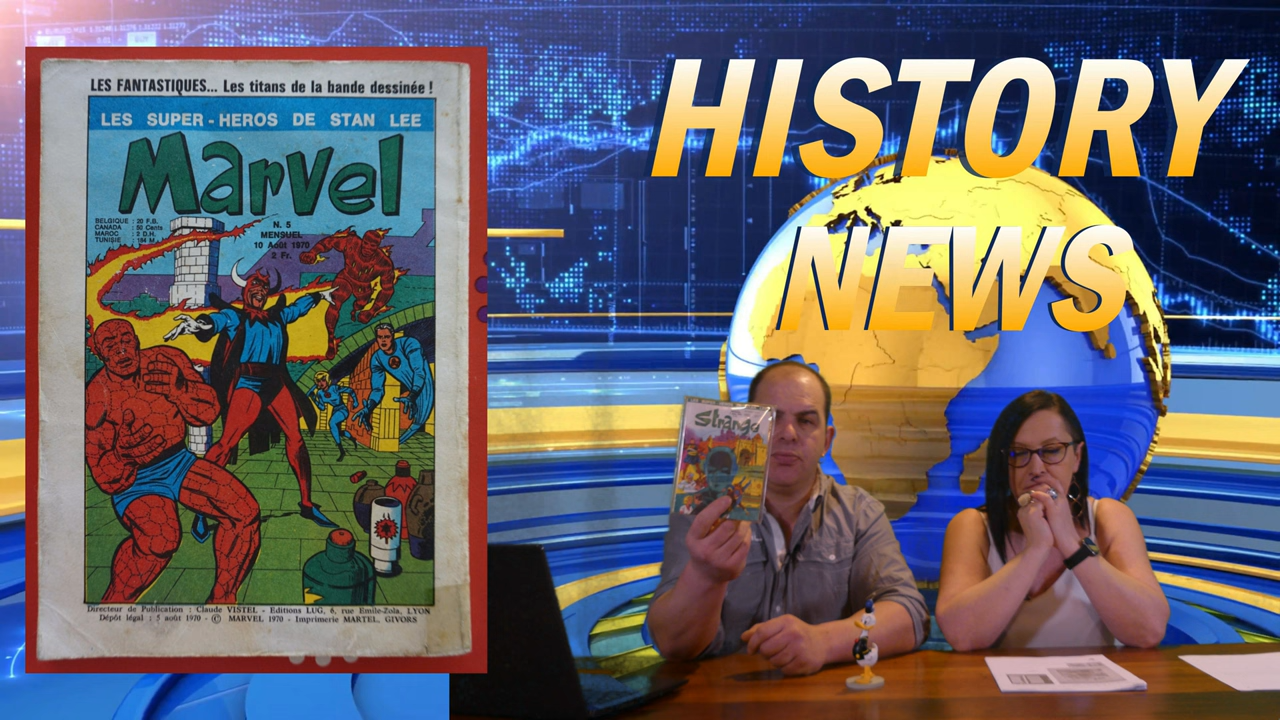 LES FANTASTIQUES... Les titans de la bande dessinée !
LES SUPER-HEROS DE STAN LEE
Marvel
BELGIQUE : 20 F.B.
CANADA : 50 Cents
MAROC : 2 D.H.
TUNISIE : 184 M.
N. 5
MENSUEL
10 Août 1970
2 Fr.
Directeur de Publication : Claude VISTEL - Editions LUG, 6, rue Emile-Zola, LYON
Dépôt légal : 5 août 1970 - © MARVEL 1970 - Imprimerie MARTEL, GIVORS
HISTORY
NEWS
Strange